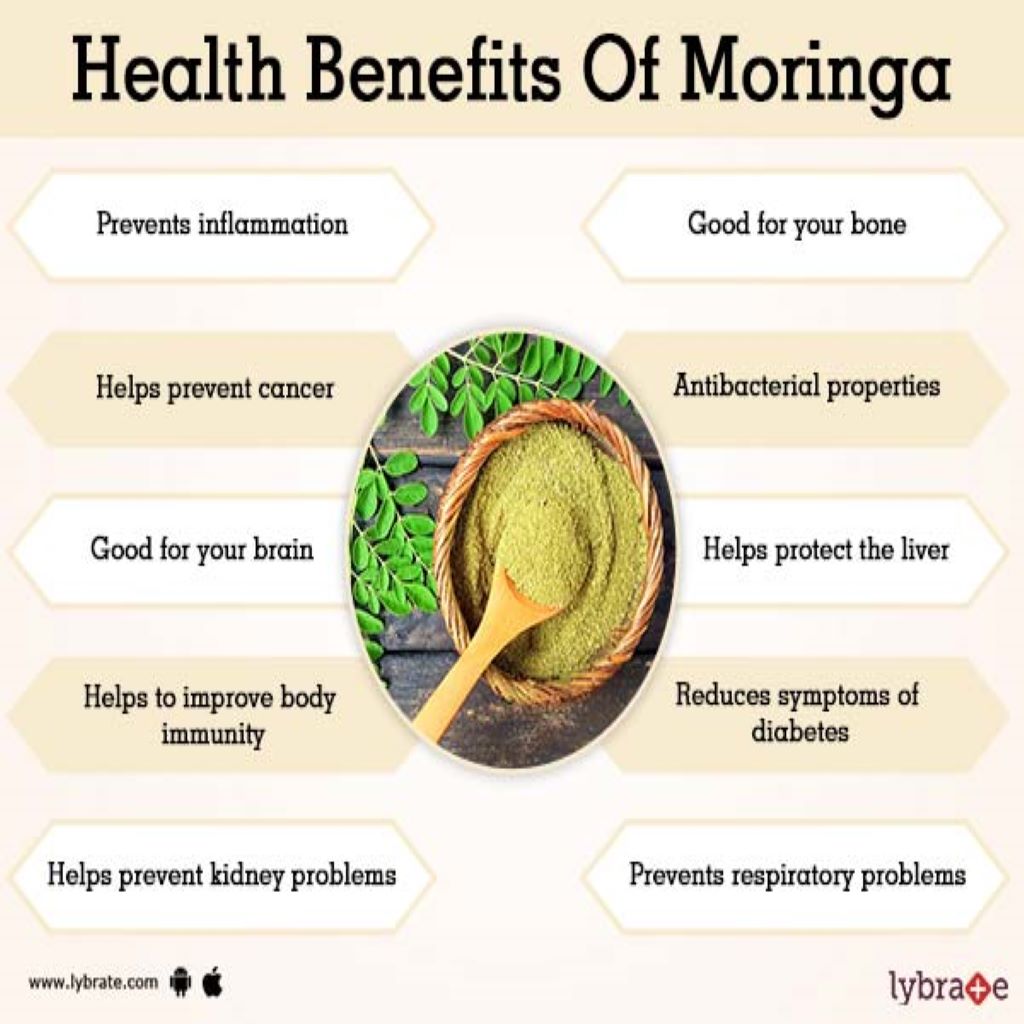 Health Benefits Of Moringa
Prevents inflammation
Good for your bone
Helps prevent cancer
Antibacterial properties
Good for your brain
Helps protect the liver
Helps to improve body
immunity
Reduces symptoms of
diabetes
Helps prevent kidney problems
Prevents respiratory problems
www.lybrate.com
lybrate